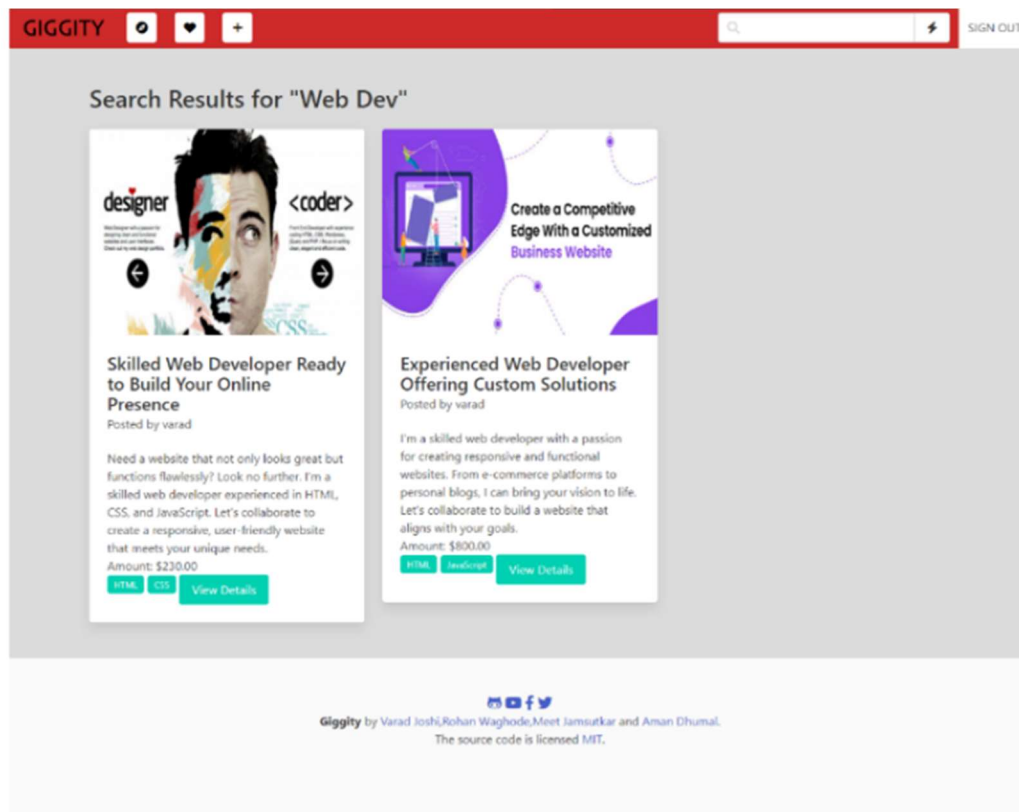 GIGGITY
SIGN OUT
Search Results for "Web Dev"
designer
<coder>
CSS
Create a Competitive
Edge With a Customized
Business Website
Skilled Web Developer Ready
to Build Your Online
Presence
Posted by varad
Need a website that not only looks great but
functions flawlessly? Look no further. I'm a
skilled web developer experienced in HTML,
CSS, and JavaScript. Let's collaborate to
create a responsive, user-friendly website
that meets your unique needs.
Amount: $230.00
HTML CSS View Details
Experienced Web Developer
Offering Custom Solutions
Posted by varad
I'm a skilled web developer with a passion
for creating responsive and functional
websites. From e-commerce platforms to
personal blogs, I can bring your vision to life.
Let's collaborate to build a website that
aligns with your goals.
Amount: $800.00
HTML JavaScript View Details
Giggity by Varad Joshi,Rohan Waghode,Meet Jamsutkar and Aman Dhumal.
The source code is licensed MIT.